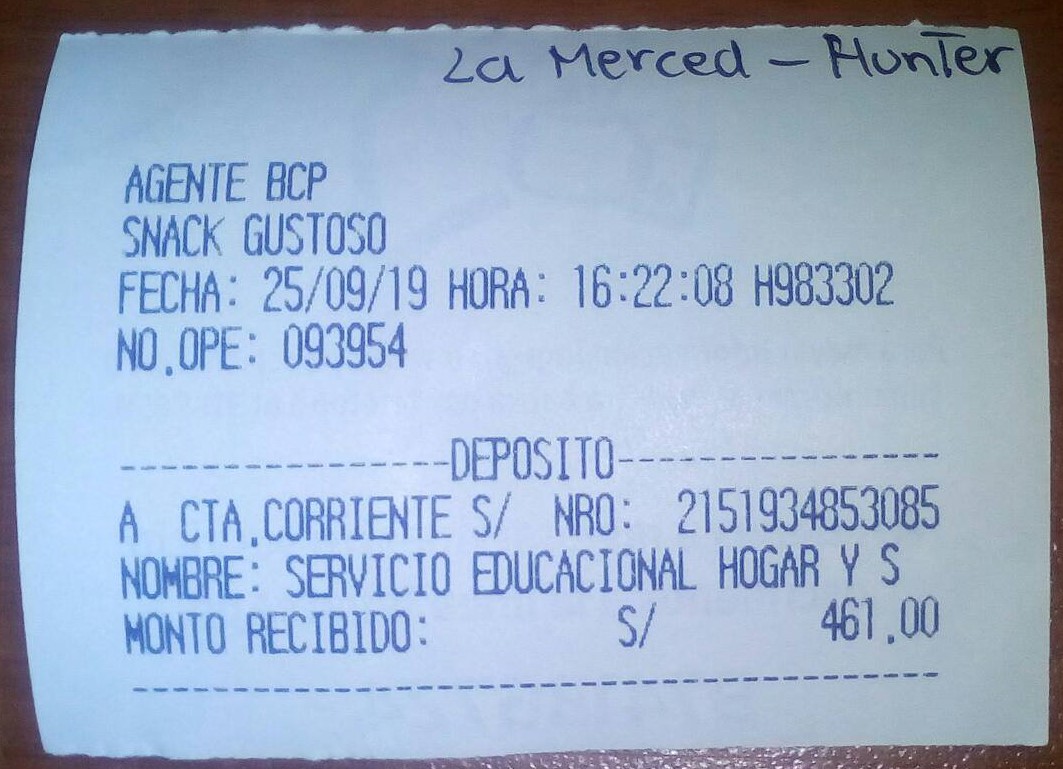 La Merced - Hunter
AGENTE BCP
SNACK GUSTOSO
FECHA: 25/09/19 HORA: 16:22:08 H983302
NO.OPE: 093954
-----------------DEPOSITO-----------------
A CTA.CORRIENTE S/ NRO: 2151934853085
NOMBRE: SERVICIO EDUCACIONAL HOGAR Y S
MONTO RECIBIDO: S/ 461.00